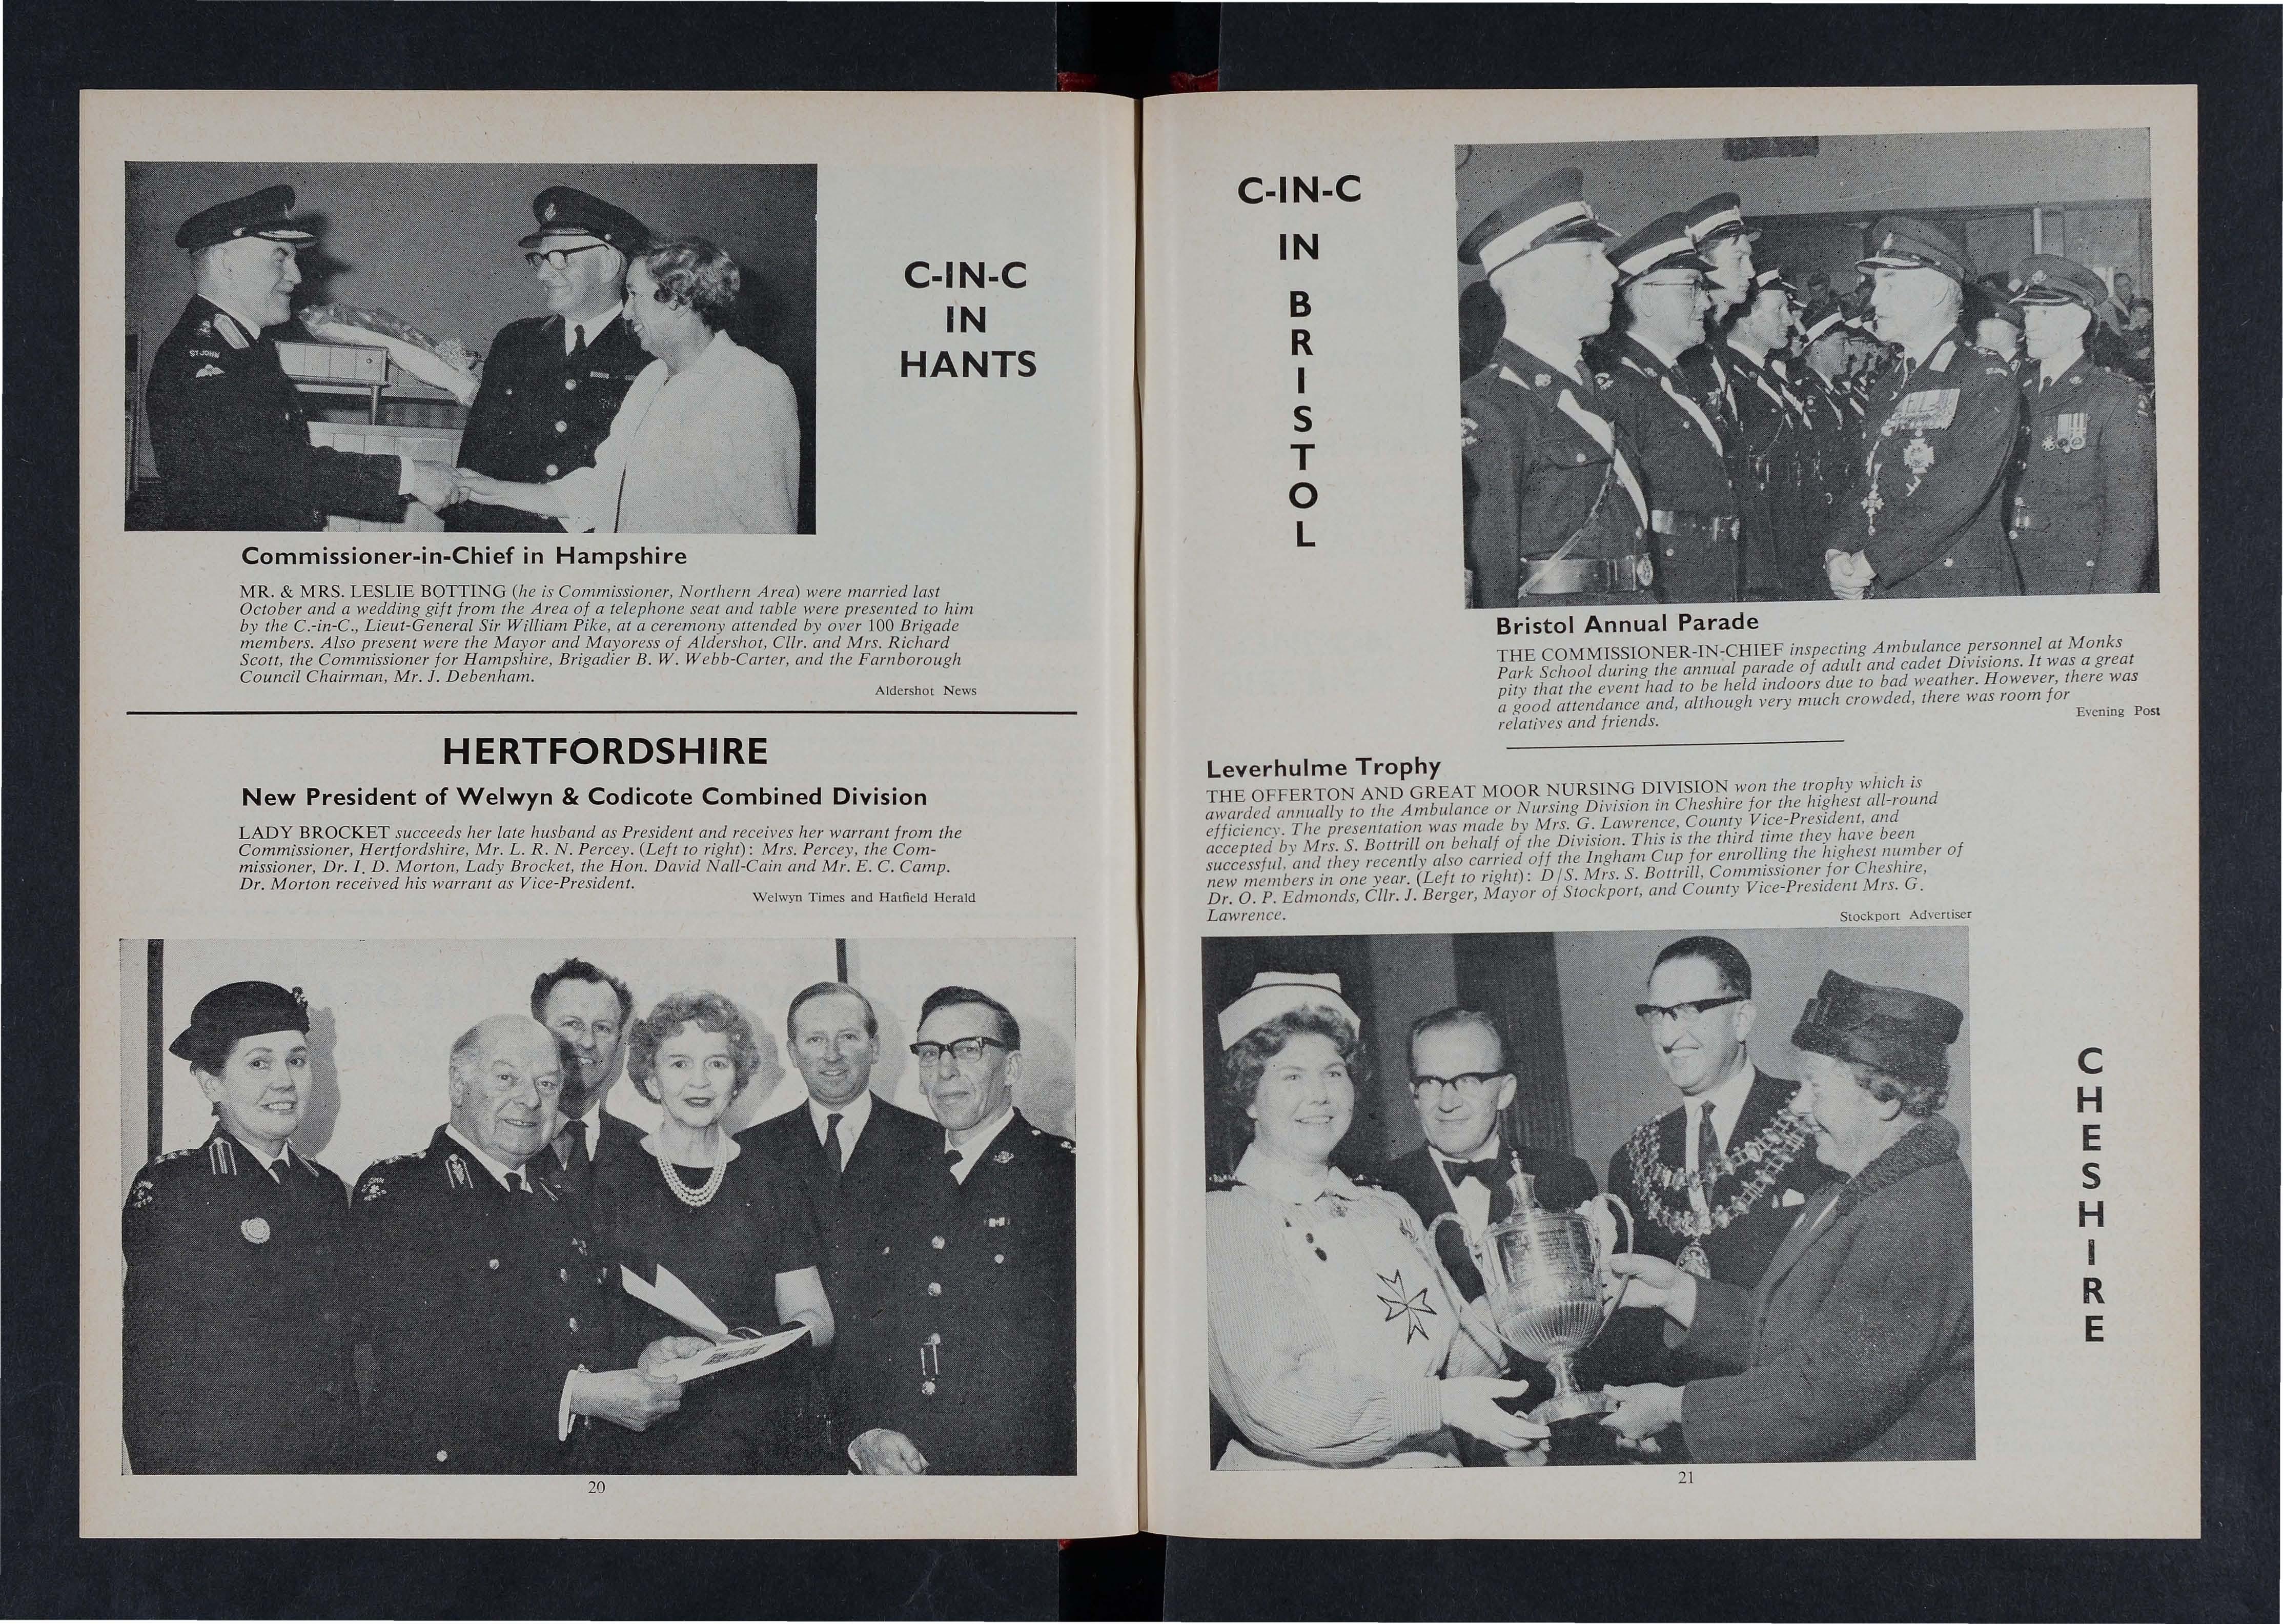 ST JOHN
C-IN-C
IN
HANTS
Commissioner-in-Chief in Hampshire
MR. & MRS. LESLIE BOTTING (he is Commissioner, Northern Area) were married last
October and a wedding gift from the Area of a telephone seat and table were presented to him
by the C.-in-C., Lieut-General Sir William Pike, at a ceremony attended by over 100 Brigade
members. Also present were the Mayor and Mayoress of Aldershot, Cllr. and Mrs. Richard
Scott, the Commissioner for Hampshire, Brigadier B. W. Webb-Carter, and the Farnborough
Council Chairman, Mr. J. Debenham.
Aldershot News
HERTFORDSHIRE
New President of Welwyn & Codicote Combined Division
LADY BROCKET succeeds her late husband as President and receives her warrant from the
Commissioner, Hertfordshire, Mr. L. R. N. Percey. (Left to right): Mrs. Percey, the Com-
missioner, Dr. I. D. Morton, Lady Brocket, the Hon. David Nall-Cain and Mr. E. C. Camp.
Dr. Morton received his warrant as Vice-President.
Welwyn Times and Hatfield Herald
20
C-IN-C
IN
B
R
I
S
T
O
L
Bristol Annual Parade
THE COMMISSIONER-IN-CHIEF inspecting Ambulance personnel at Monks
Park School during the annual parade of adult and cadet Divisions. It was a great
pity that the event had to be held indoors due to bad weather. However, there was
a good attendance and, although very much crowded, there was room for
relatives and friends.
Evening Post
Leverhulme Trophy
THE OFFERTON AND GREAT MOOR NURSING DIVISION won the trophy which is
awarded annually to the Ambulance or Nursing Division in Cheshire for the highest all-round
efficiency. The presentation was made by Mrs. G. Lawrence, County Vice-President, and
accepted by Mrs. S. Bottrill on behalf of the Division. This is the third time they have been
successful, and they recently also carried off the Ingham Cup for enrolling the highest number of
new members in one year. (Left to right): D/S. Mrs. S. Bottrill, Commissioner for Cheshire,
Dr. O. P. Edmonds, Cllr. J. Berger, Mayor of Stockport, and County Vice-President Mrs. G.
Lawrence.
Stockport Advertiser
C
H
E
S
H
I
R
E
21